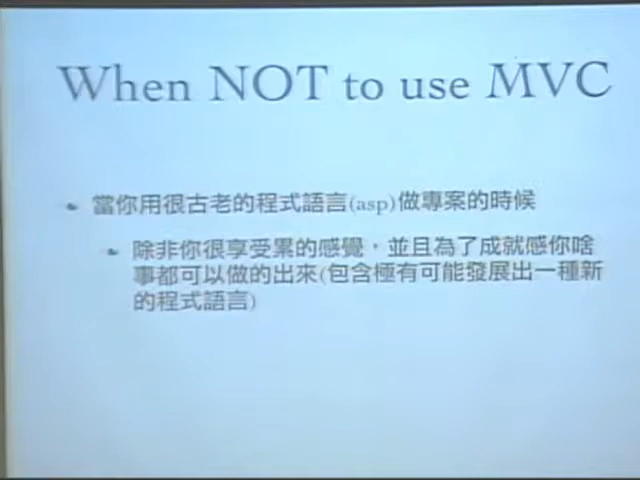 When NOT to use MVC
當你用很古老的程式語言(asp)做專案的時候
除非你很享受累的感覺，並且為了成就感你啥
事都可以做的出來(包含極有可能發展出一種新
的程式語言)